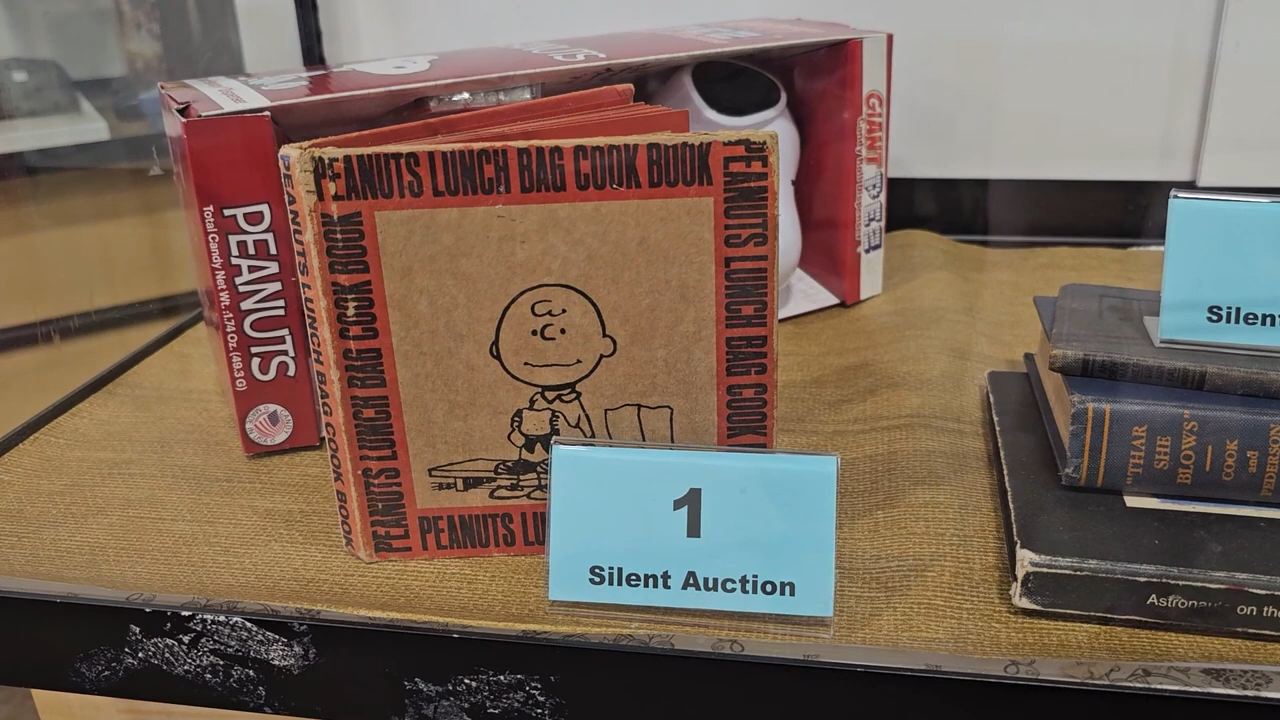 PEANUTS
Total Candy Net Wt.:1.74 Oz. (49.3 G)
PEANUTS LUNCH BAG COOK BOOK
PEANUTS LUNCH BAG COOK BOOK
PEANUTS LUNCH BAG COOK BOOK
PEANUTS LUNCH BAG COOK
PEANUTS LU
GIANT
PEZ
1
Silent Auction
Silent
"THAR
SHE
BLOWS"
COOK
and
PEDERSON
on the